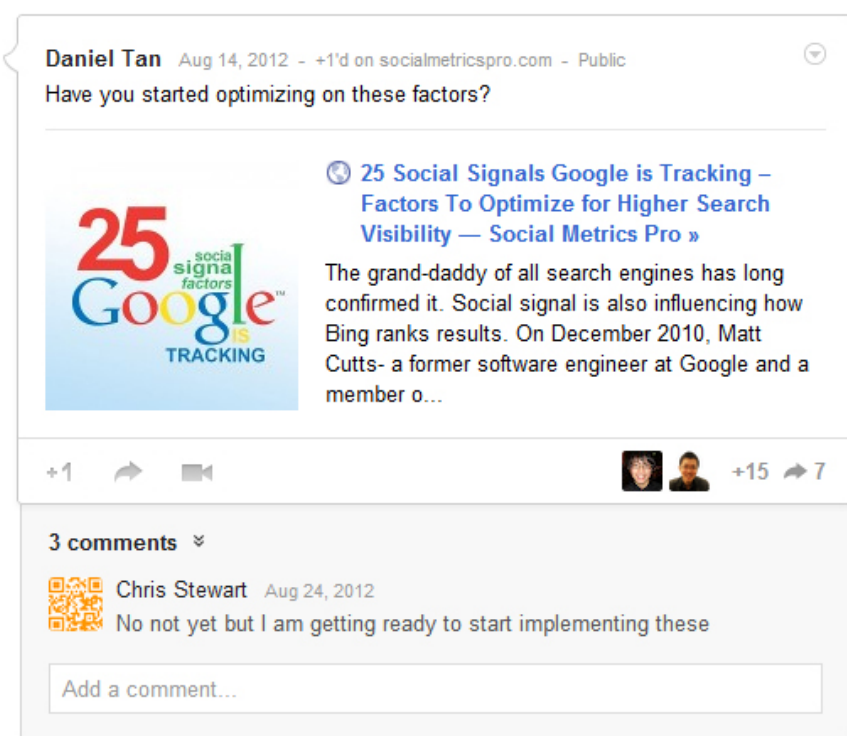 Daniel Tan Aug 14, 2012 - +1'd on socialmetricspro.com - Public
Have you started optimizing on these factors?
25
social
signal
factors
Google™
IS
TRACKING
25 Social Signals Google is Tracking –
Factors To Optimize for Higher Search
Visibility — Social Metrics Pro »
The grand-daddy of all search engines has long
confirmed it. Social signal is also influencing how
Bing ranks results. On December 2010, Matt
Cutts- a former software engineer at Google and a
member o...
+1
+15 7
3 comments
Chris Stewart Aug 24, 2012
No not yet but I am getting ready to start implementing these
Add a comment...